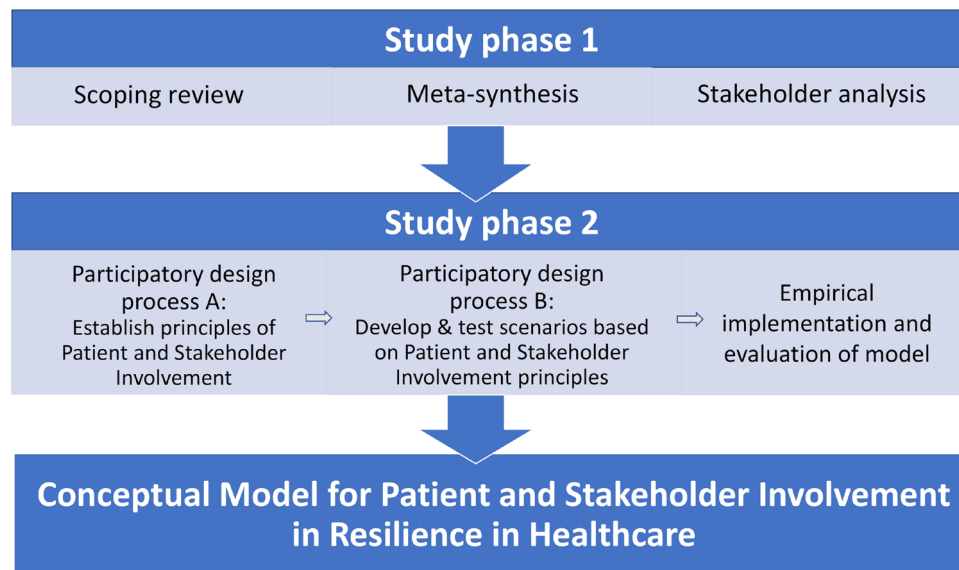 Study phase 1
Scoping review
Meta-synthesis
Stakeholder analysis
Study phase 2
Participatory design
process A:
Establish principles of
Patient and Stakeholder
Involvement
Participatory design
process B:
Develop & test scenarios based
on Patient and Stakeholder
Involvement principles
Empirical
implementation and
evaluation of model
Conceptual Model for Patient and Stakeholder Involvement
in Resilience in Healthcare